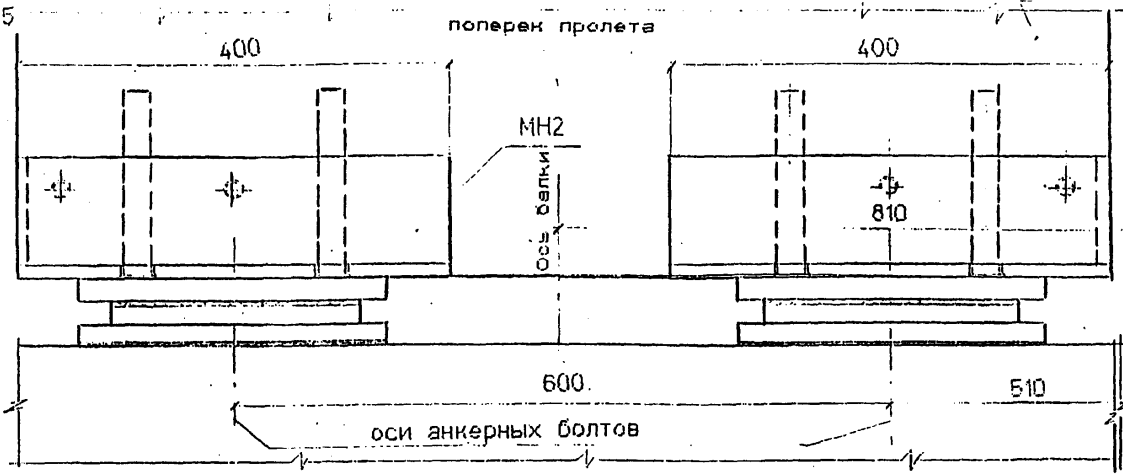 5
поперек пролета
400
400
МН2
Ось балки
810
600.
510
оси анкерных болтов